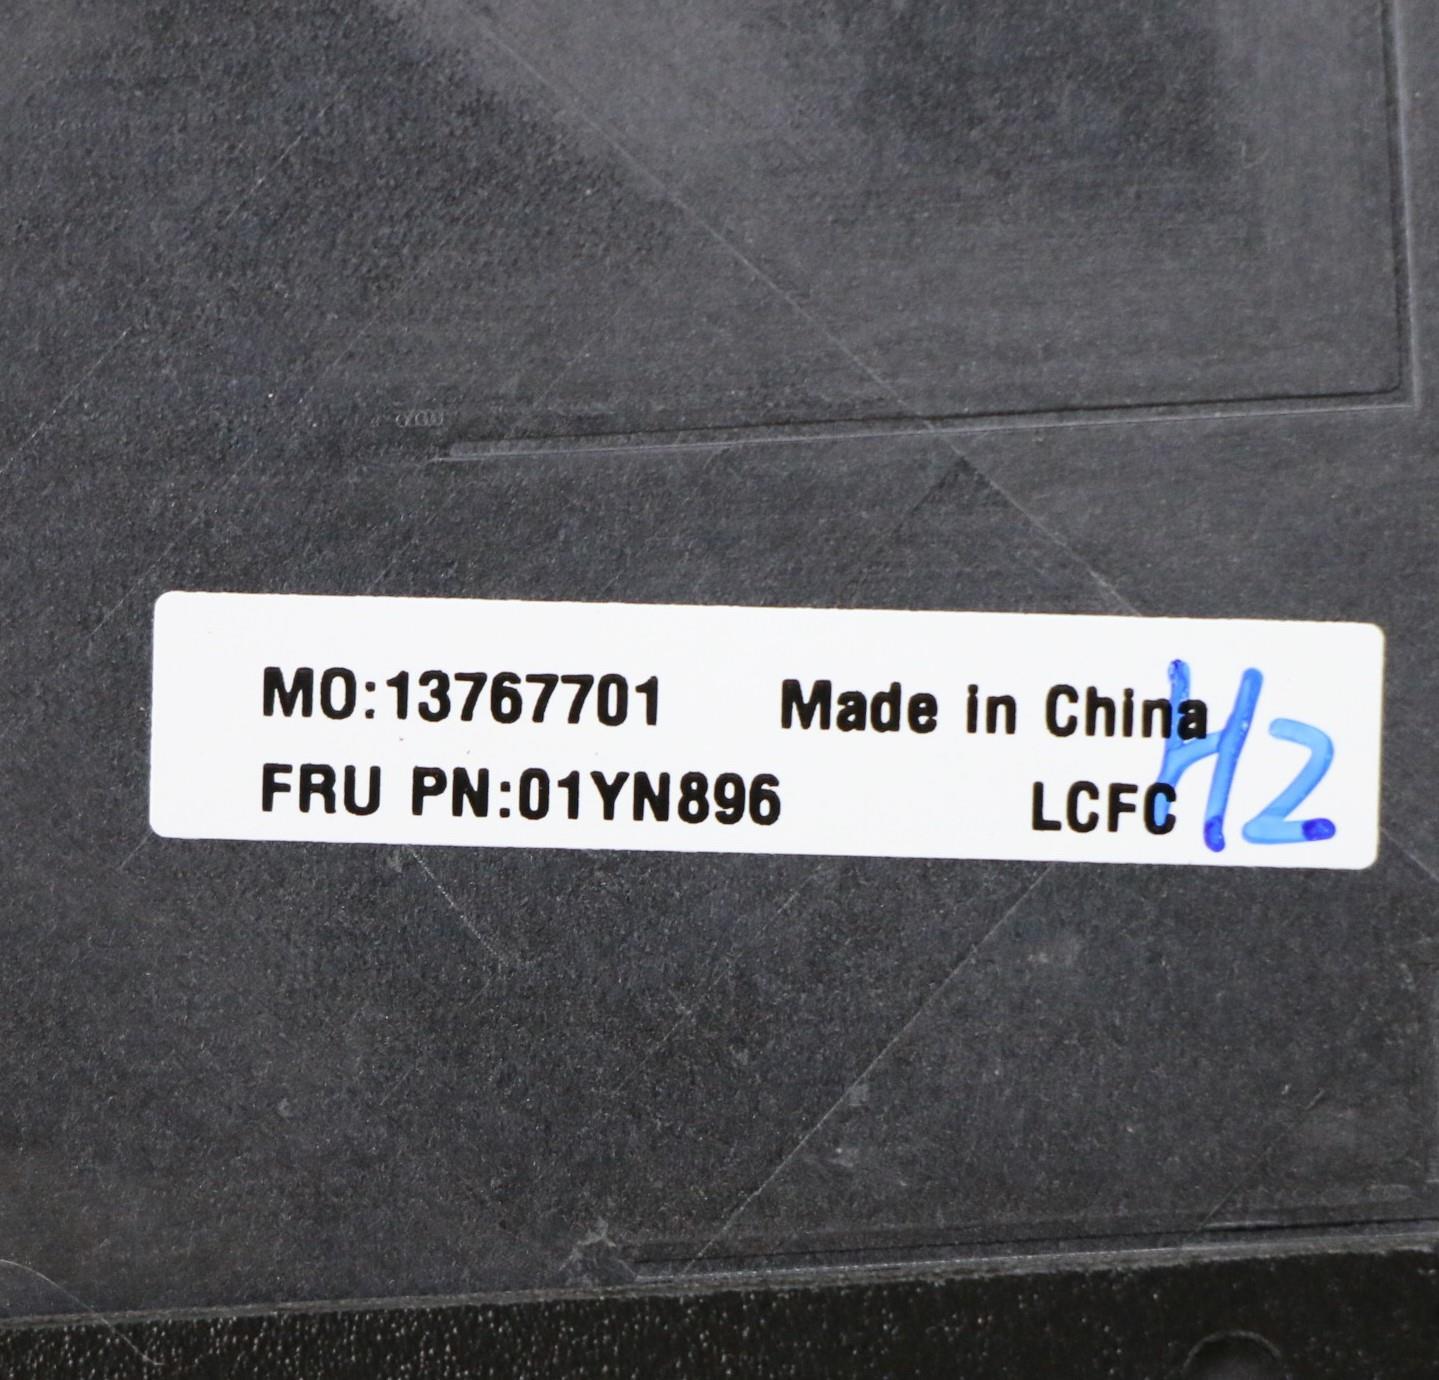 MO:13767701 Made in China
FRU PN:01YN896 LCFC
H2